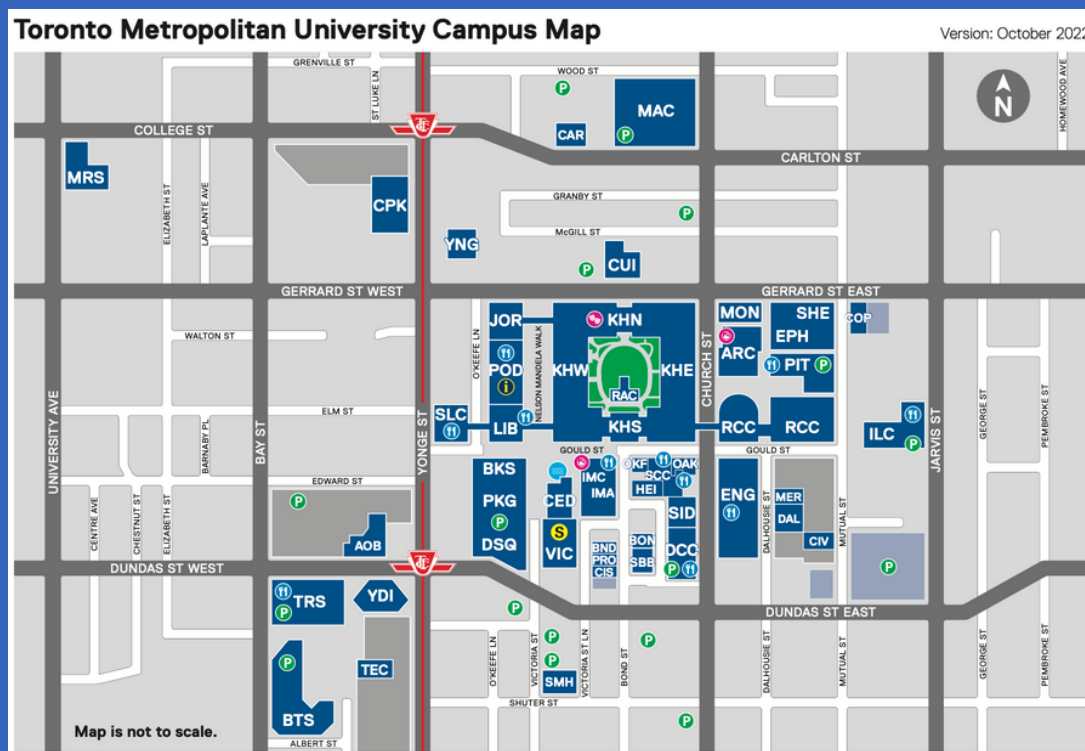 Toronto Metropolitan University Campus Map
Version: October 2022
GRENVILLE ST
ST LUKE LN
WOOD ST
HOMEWOOD AVE
N
P
MAC
CAR
P
COLLEGE ST
CARLTON ST
MRS
ELIZABETH ST
LAPLANTE AVE
CPK
GRANBY ST
P
McGILL ST
YNG
CUI
P
GERRARD ST WEST
GERRARD ST EAST
WALTON ST
O'KEEFE LN
JOR
NELSON MANDELA WALK
KHN
MON
SHE
COP
EPH
ARC
POD
i
KHW
KHE
PIT
P
RAC
CHURCH ST
UNIVERSITY AVE
BAY ST
YONGE ST
JARVIS ST
GEORGE ST
PEMBROKE ST
ELM ST
BARNABY PL
SLC
LIB
KHS
RCC
RCC
ILC
P
GOULD ST
GOULD ST
BKS
IMC
OKF
SCC
OAK
HEI
EDWARD ST
P
PKG
P
CED
IMA
ENG
MER
SID
DAL
CENTRE AVE
CHESTNUT ST
ELIZABETH ST
DALHOUSIE ST
MUTUAL ST
AOB
DSQ
S
VIC
BND
PRO
CIS
BON
SBB
DCC
P
CIV
P
DUNDAS ST WEST
DUNDAS ST EAST
TRS
P
YDI
P
O'KEEFE LN
VICTORIA ST
VICTORIA ST LN
BOND ST
DALHOUSIE ST
MUTUAL ST
GEORGE ST
PEMBROKE ST
P
P
P
P
TEC
SMH
SHUTER ST
BTS
P
Map is not to scale.
ALBERT ST